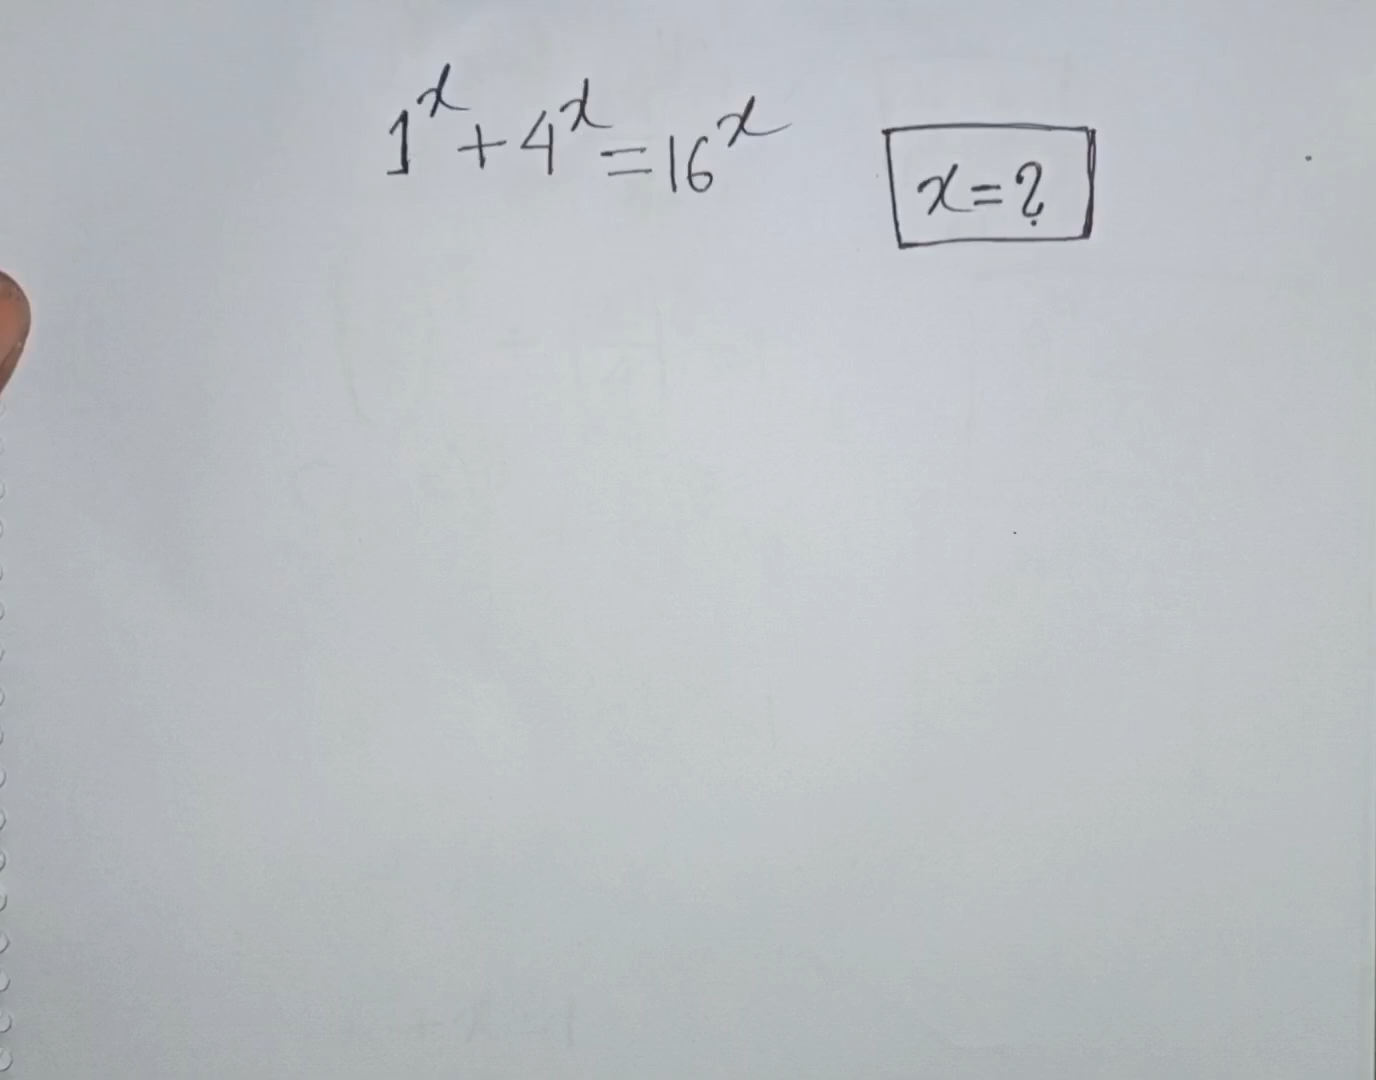 1^x + 4^x = 16^x
x = ?